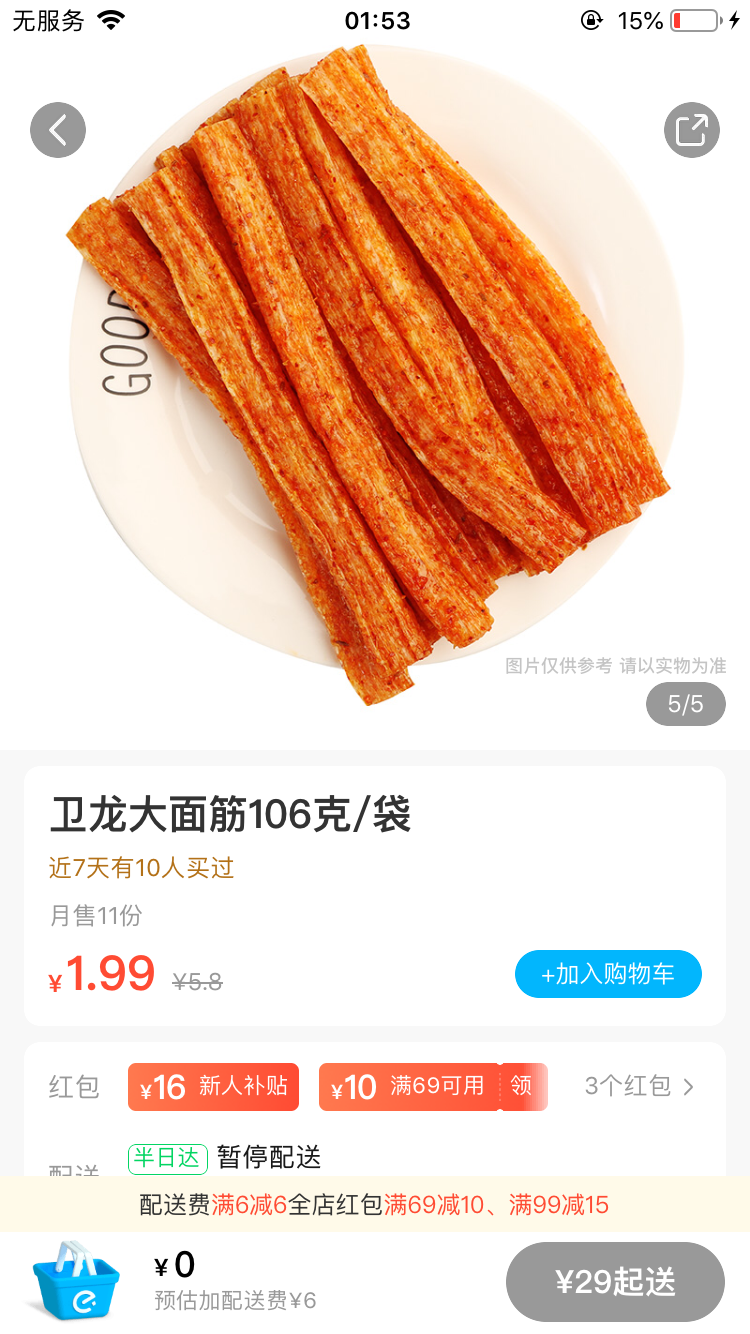 无服务 01:53 15%
GOOD
图片仅供参考 请以实物为准
5/5
卫龙大面筋106克/袋
近7天有10人买过
月售11份
¥1.99 ¥5.8 +加入购物车
红包 ¥16 新人补贴 ¥10 满69可用 领 3个红包
半日达 暂停配送
配送
配送费满6减6全店红包满69减10、满99减15
¥0 ¥29起送
预估加配送费¥6